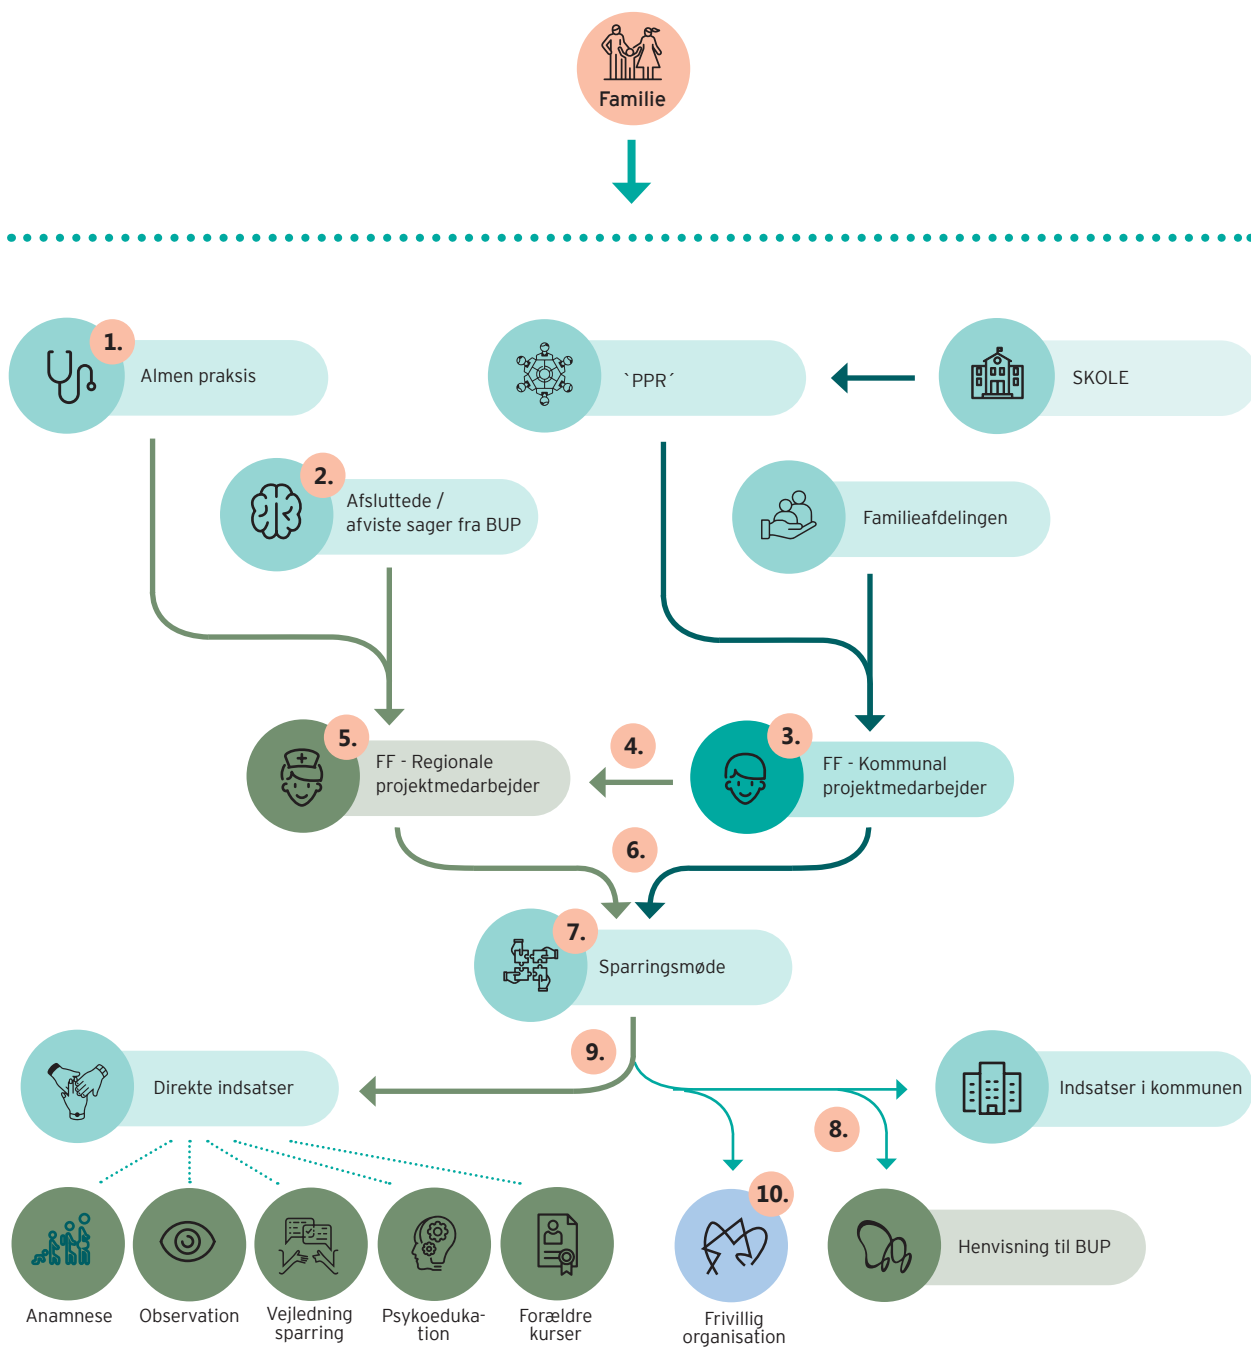 Familie
1.
Almen praksis
`PPR´
SKOLE
2.
Afsluttede /
afviste sager fra BUP
Familieafdelingen
5.
FF - Regionale
projektmedarbejder
4.
3.
FF - Kommunal
projektmedarbejder
6.
7.
Sparringsmøde
9.
Direkte indsatser
Indsatser i kommunen
8.
10.
Henvisning til BUP
Anamnese
Observation
Vejledning
sparring
Psykoeduka-
tion
Forældre
kurser
Frivillig
organisation